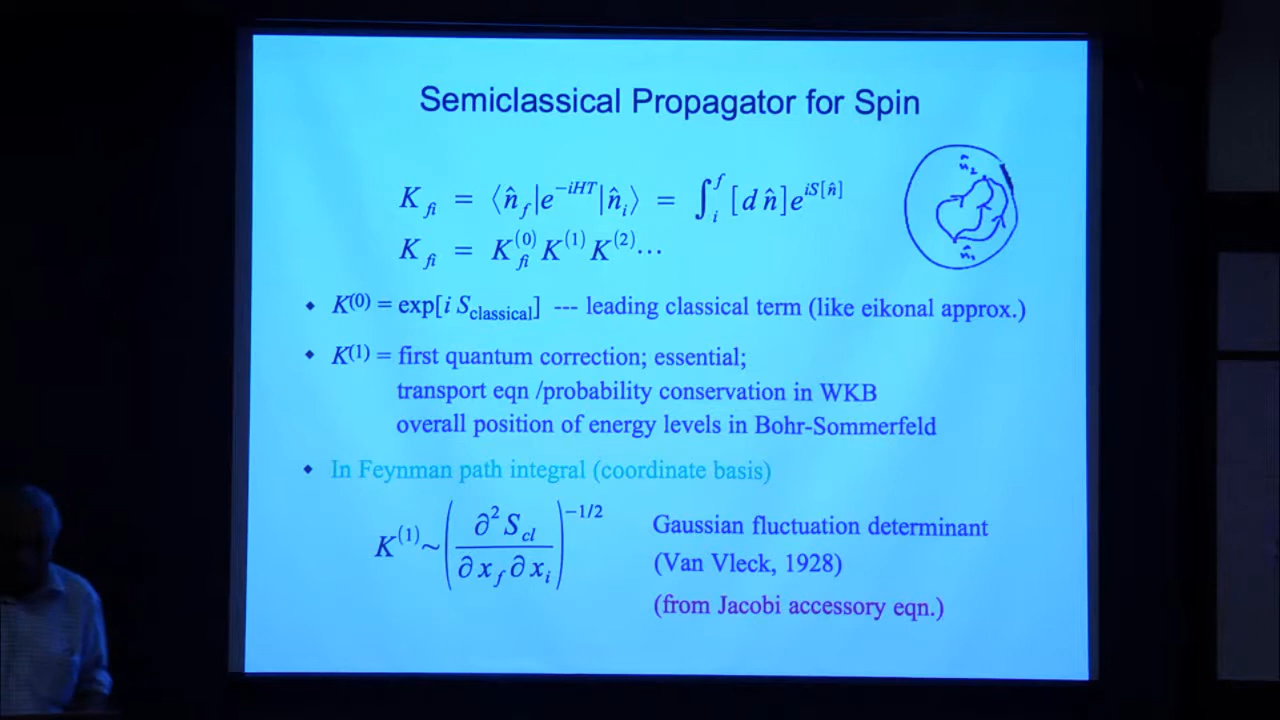 Semiclassical Propagator for Spin
K_fi = ⟨n̂_f|e^{-iHT}|n̂_i⟩ = ∫_i^f [d n̂]e^{iS[n̂]}
K_fi = K_fi^{(0)} K^{(1)} K^{(2)}...
n̂₂
n̂₁
• K^{(0)} = exp[i S_classical] --- leading classical term (like eikonal approx.)
• K^{(1)} = first quantum correction; essential;
transport eqn /probability conservation in WKB
overall position of energy levels in Bohr-Sommerfeld
• In Feynman path integral (coordinate basis)
K^{(1)}~(∂²S_cl / ∂x_f∂x_i)^{-1/2}
Gaussian fluctuation determinant
(Van Vleck, 1928)
(from Jacobi accessory eqn.)